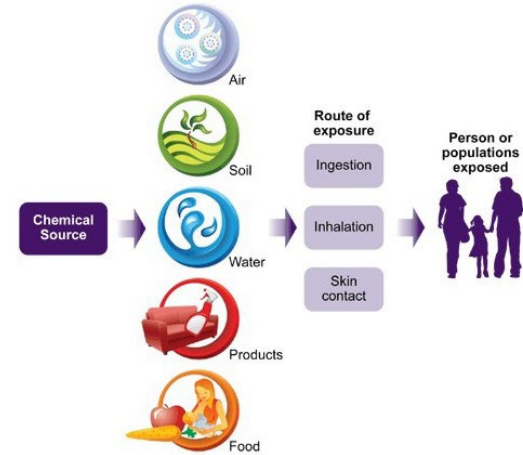 Air
Soil
Chemical
Source
Water
Products
Food
Route of
exposure
Ingestion
Inhalation
Skin
contact
Person or
populations
exposed